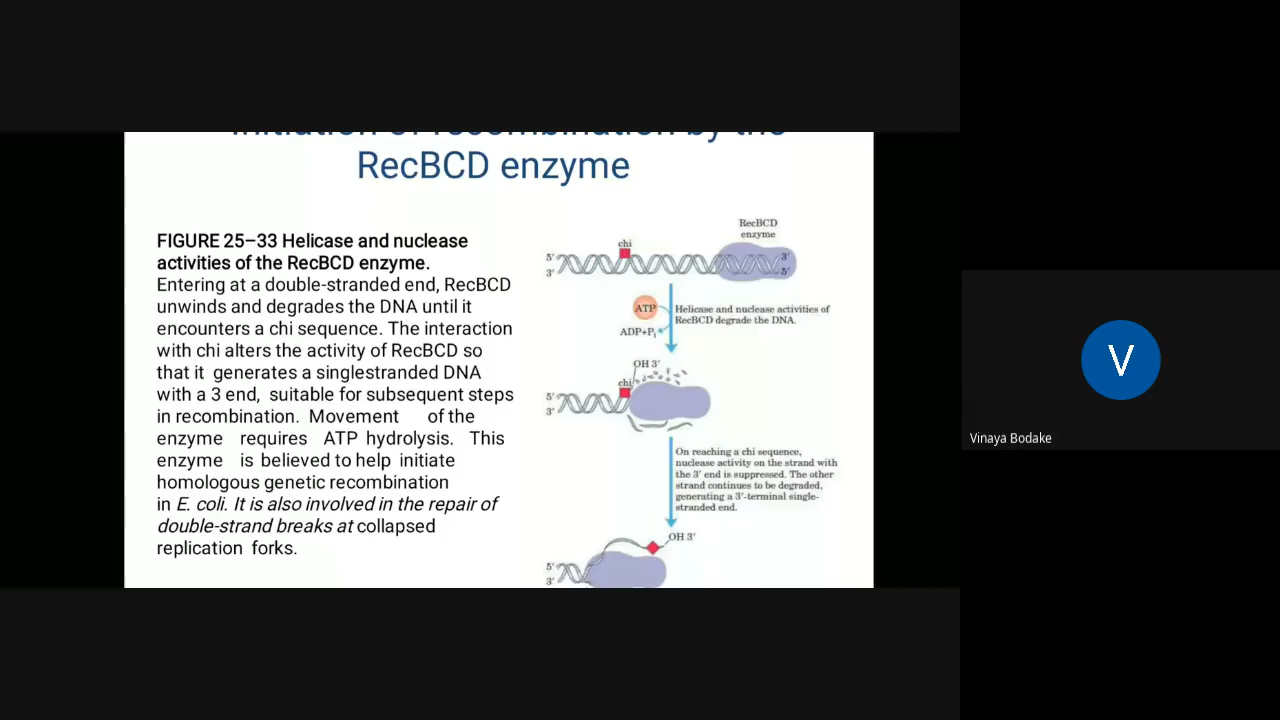 Initiation of recombination by the
RecBCD enzyme
FIGURE 25–33 Helicase and nuclease
activities of the RecBCD enzyme.
Entering at a double-stranded end, RecBCD
unwinds and degrades the DNA until it
encounters a chi sequence. The interaction
with chi alters the activity of RecBCD so
that it generates a singlestranded DNA
with a 3 end, suitable for subsequent steps
in recombination. Movement of the
enzyme requires ATP hydrolysis. This
enzyme is believed to help initiate
homologous genetic recombination
in E. coli. It is also involved in the repair of
double-strand breaks at collapsed
replication forks.
RecBCD
enzyme
chi
5′ 3′
3′ 5′
ATP
Helicase and nuclease activities of
RecBCD degrade the DNA.
ADP+Pi
OH 3′
chi
5′
3′
On reaching a chi sequence,
nuclease activity on the strand with
the 3′ end is suppressed. The other
strand continues to be degraded,
generating a 3′-terminal single-
stranded end.
OH 3′
5′
3′
V
Vinaya Bodake